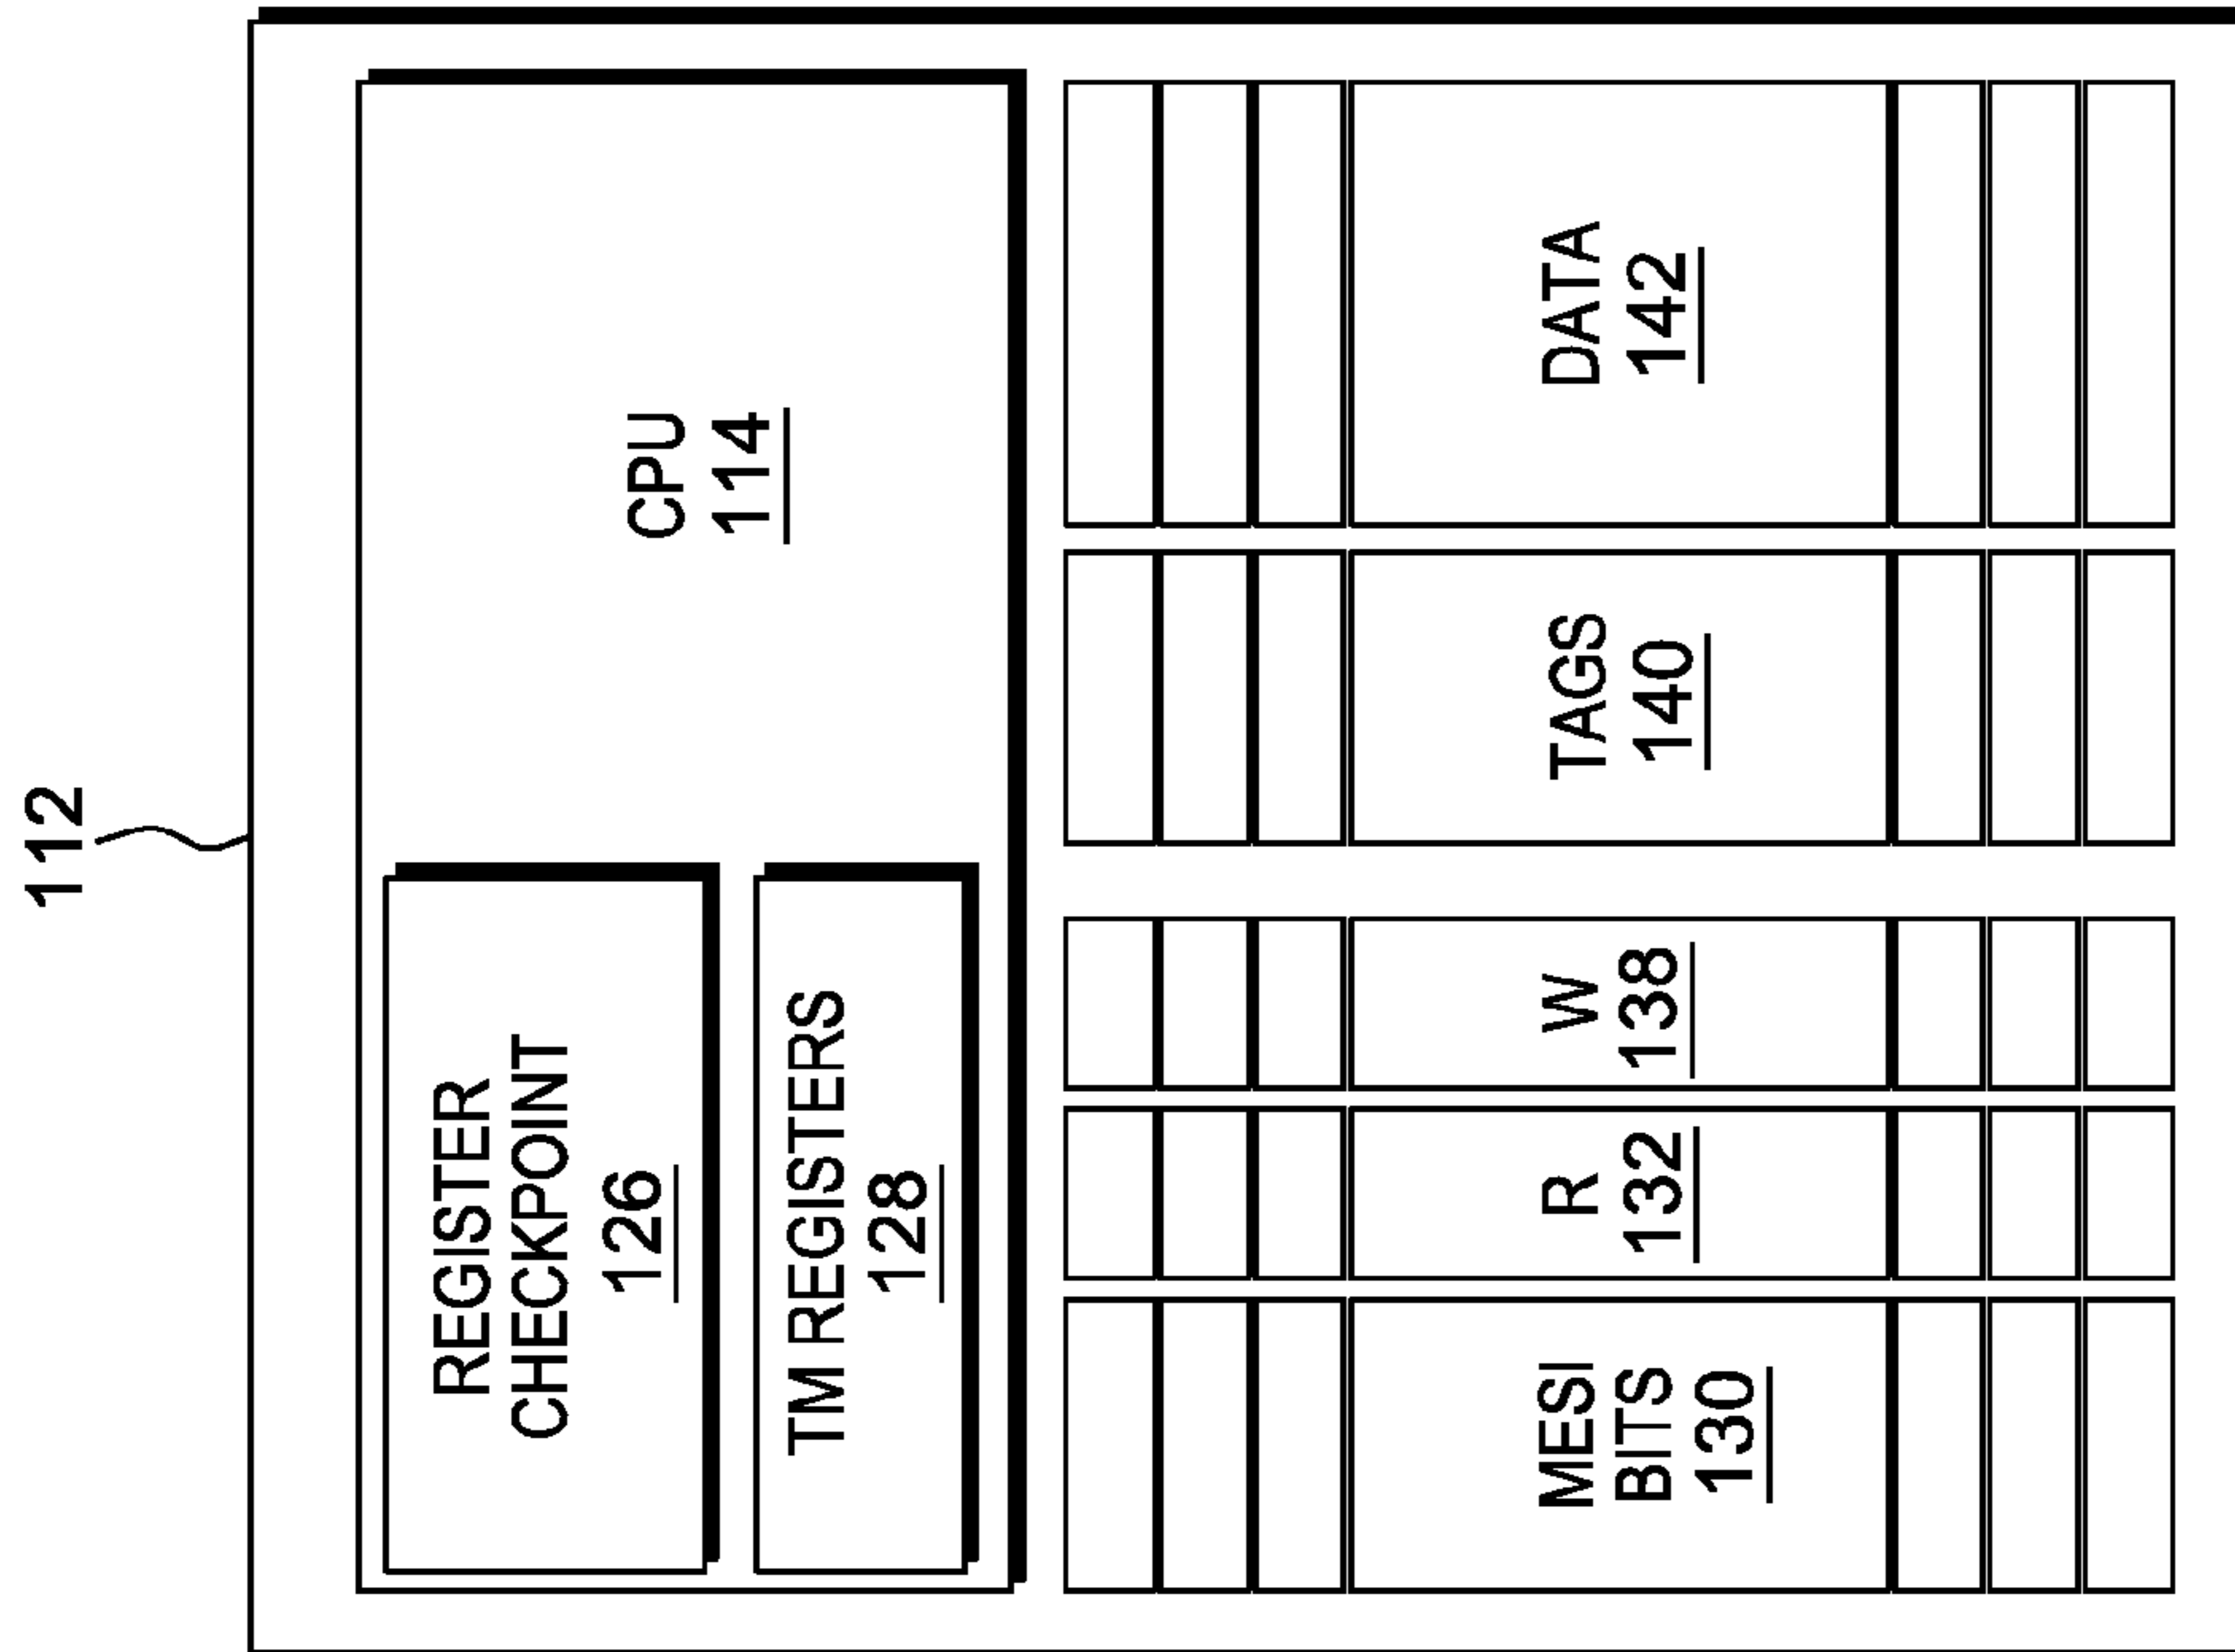 112
REGISTER
CHECKPOINT
126
CPU
114
TM REGISTERS
128
MESI
BITS
130
R
132
W
138
TAGS
140
DATA
142